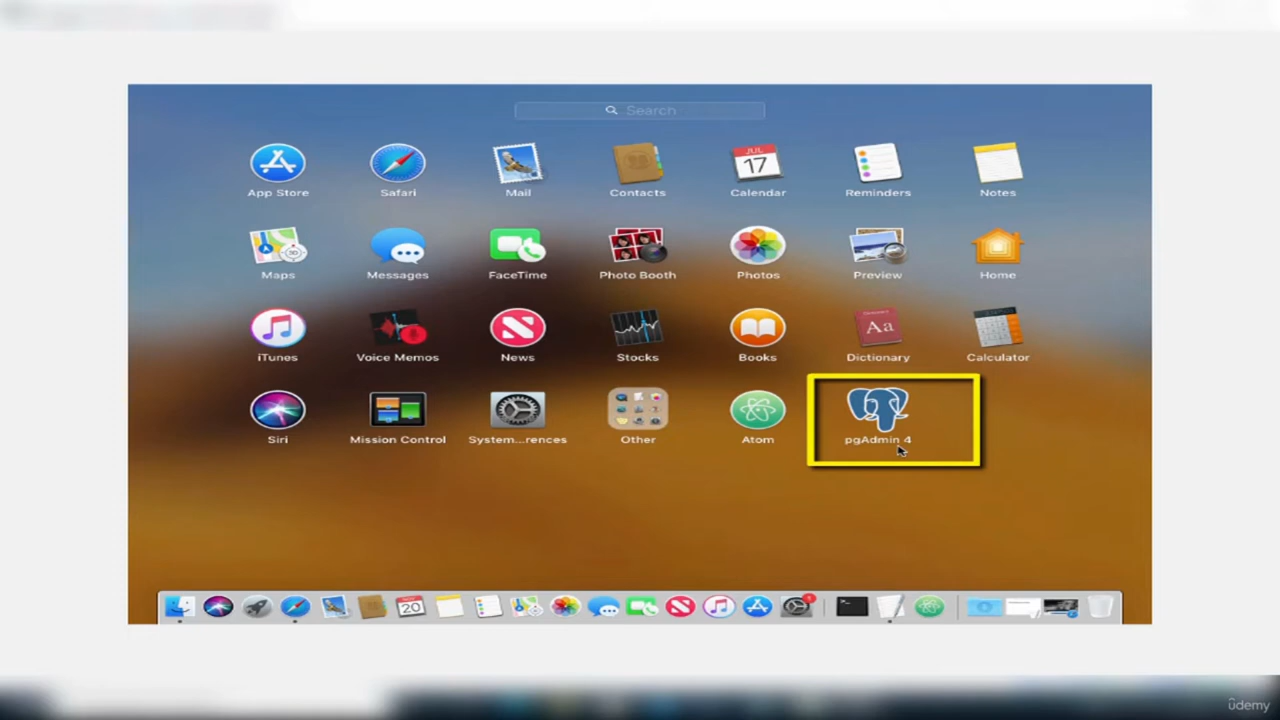 Search
App Store Safari Mail Contacts Calendar Reminders Notes
JUL
17
Maps Messages FaceTime Photo Booth Photos Preview Home
3D
iTunes Voice Memos News Stocks Books Dictionary Calculator
Aa
Siri Mission Control System...rences Other Atom pgAdmin 4
20
ûdemy